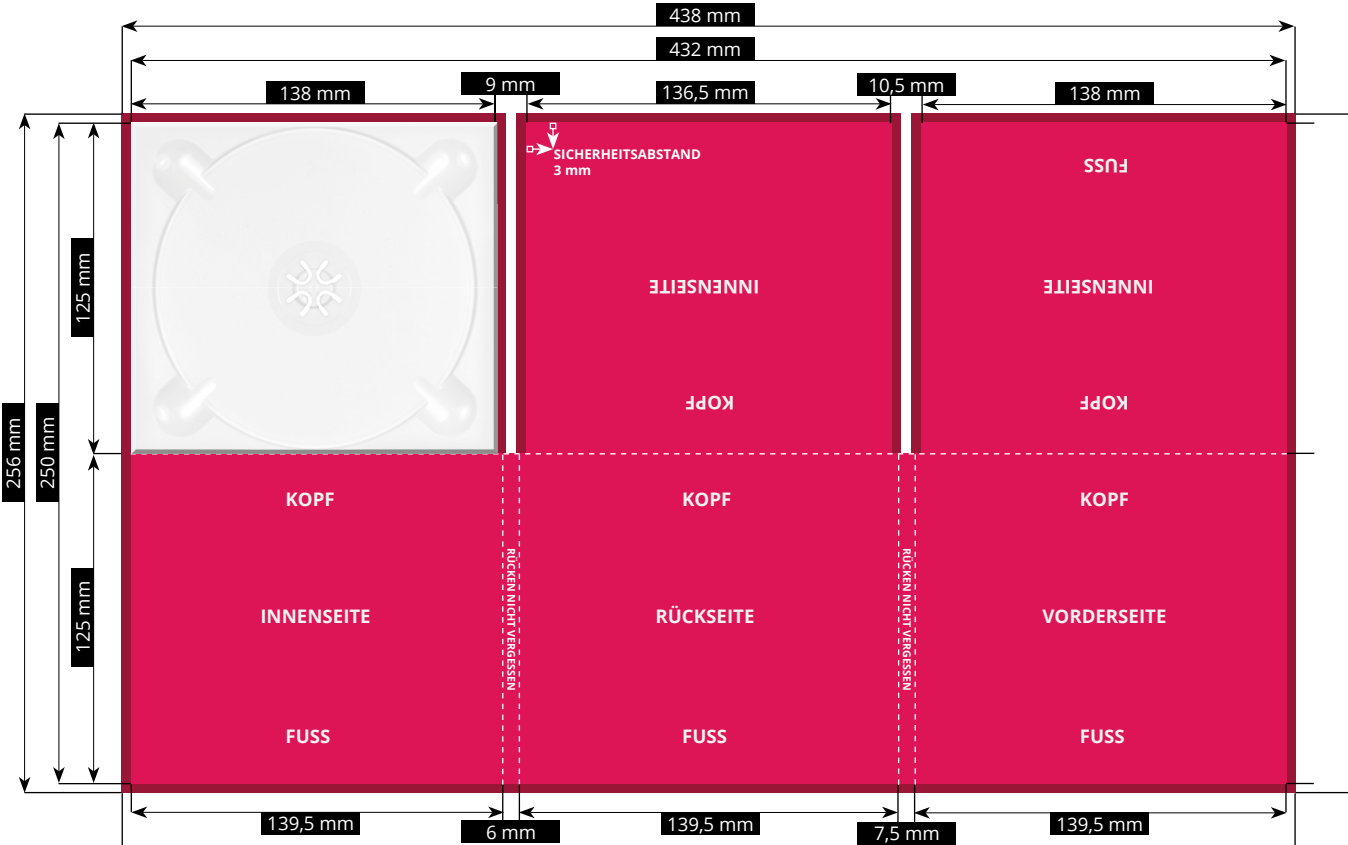 438 mm
432 mm
138 mm
9 mm
136,5 mm
10,5 mm
138 mm
SICHERHEITSABSTAND
3 mm
FUSS
125 mm
INNENSEITE
INNENSEITE
KOPF
KOPF
256 mm
250 mm
KOPF
KOPF
KOPF
125 mm
INNENSEITE
RÜCKEN NICHT VERGESSEN
RÜCKSEITE
RÜCKEN NICHT VERGESSEN
VORDERSEITE
FUSS
FUSS
FUSS
139,5 mm
6 mm
139,5 mm
7,5 mm
139,5 mm